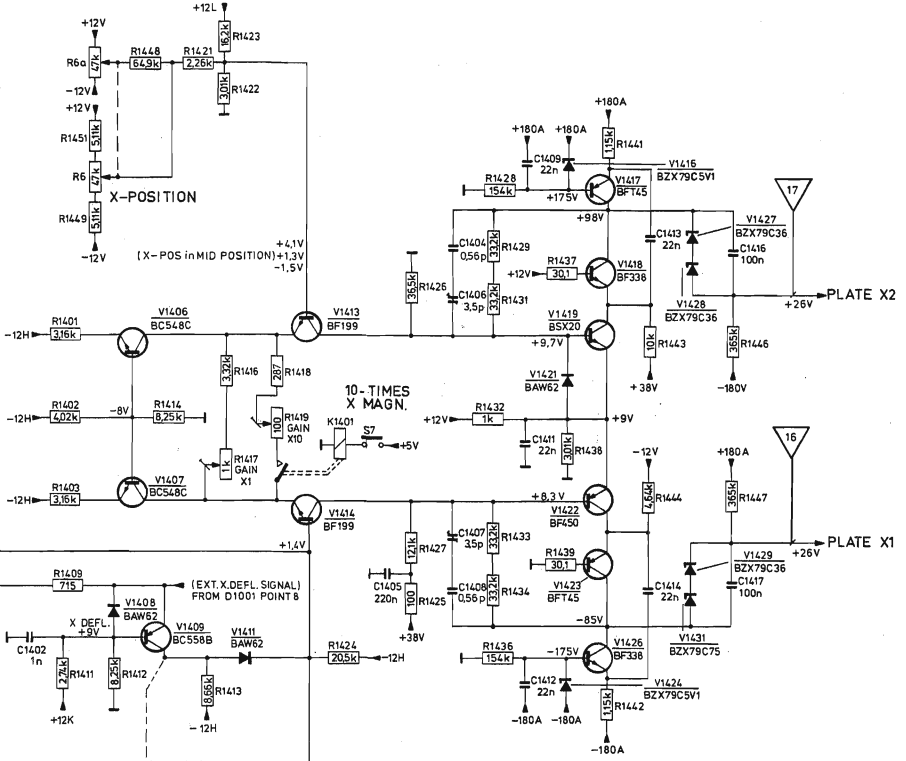 +12V
R6a
47k
-12V
R1448
64,9k
R1421
2,26k
+12L
16,2k
R1423
3,01k
R1422
+12V
R1451
5,11k
R6
47k
R1449
5,11k
-12V
X-POSITION
+4,1V
(X-POS in MID POSITION)+1,3V
-1,5V
+180A
1,15k
R1441
+180A
+180A
C1409
22n
R1428
154k
+175V
V1416
BZX79C5V1
V1417
BFT45
+98V
17
V1427
BZX79C36
C1404
0,56p
33,2k
R1429
C1413
22n
C1416
100n
R1437
+12V
30,1
V1418
BF338
36,5k
R1426
C1406
3,5p
33,2k
R1431
V1428
BZX79C36
PLATE X2
+26V
V1406
BC548C
V1413
BF199
V1419
BSX20
+9,7V
-12H
R1401
3,16k
10k
R1443
+38V
365k
R1446
-180V
3,32k
R1416
287
R1418
V1421
BAW62
10-TIMES
X MAGN.
R1402
-12H
4,02k
-8V
R1414
8,25k
100
R1419
GAIN
X10
K1401
S7
+5V
R1432
+12V
1k
+9V
C1411
22n
3,01k
R1438
16
1k
R1417
GAIN
X1
-12V
4,64k
R1444
+180A
365k
R1447
V1407
BC548C
-12H
R1403
3,16k
V1414
BF199
+8,3V
V1422
BF450
PLATE X1
+26V
+1,4V
12,1k
R1427
C1407
3,5p
33,2k
R1433
R1439
30,1
V1423
BFT45
V1429
BZX79C36
C1405
220n
100
R1425
+38V
C1408
0,56p
33,2k
R1434
C1414
22n
C1417
100n
V1431
BZX79C75
-85V
R1409
715
(EXT.X.DEFL.SIGNAL)
FROM D1001 POINT 8
V1408
BAW62
X DEFL.
+9V
V1409
BC558B
V1411
BAW62
C1402
1n
2,74k
R1411
+12K
8,25k
R1412
8,66k
R1413
-12H
R1424
20,5k
-12H
R1436
154k
-175V
V1426
BF338
C1412
22n
V1424
BZX79C5V1
-180A
-180A
1,15k
R1442
-180A